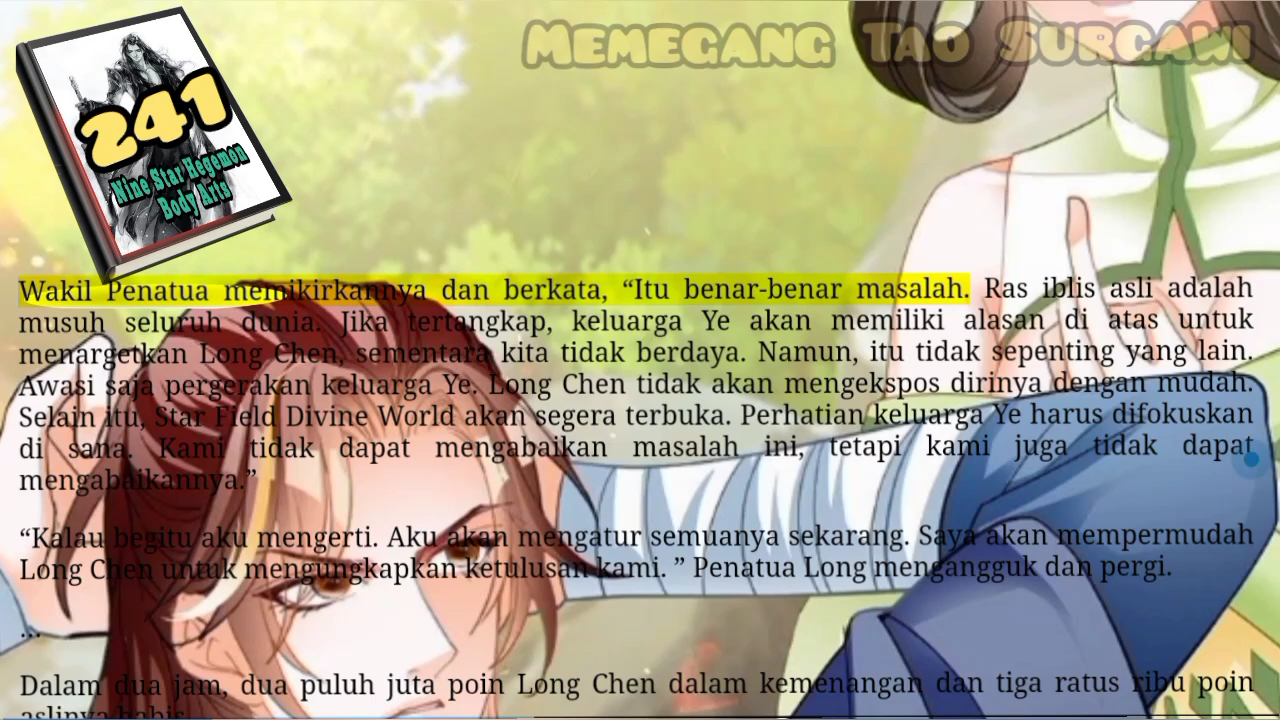 Memegang Tao Surgawi
241
Nine Star Hegemon
Body Arts
Wakil Penatua memikirkannya dan berkata, “Itu benar-benar masalah. Ras iblis asli adalah
musuh seluruh dunia. Jika tertangkap, keluarga Ye akan memiliki alasan di atas untuk
menargetkan Long Chen, sementara kita tidak berdaya. Namun, itu tidak sepenting yang lain.
Awasi saja pergerakan keluarga Ye. Long Chen tidak akan mengekspos dirinya dengan mudah.
Selain itu, Star Field Divine World akan segera terbuka. Perhatian keluarga Ye harus difokuskan
di sana. Kami tidak dapat mengabaikan masalah ini, tetapi kami juga tidak dapat
mengabaikannya.”
“Kalau begitu aku mengerti. Aku akan mengatur semuanya sekarang. Saya akan mempermudah
Long Chen untuk mengungkapkan ketulusan kami. ” Penatua Long mengangguk dan pergi.
...
Dalam dua jam, dua puluh juta poin Long Chen dalam kemenangan dan tiga ratus ribu poin
aslinya habis.